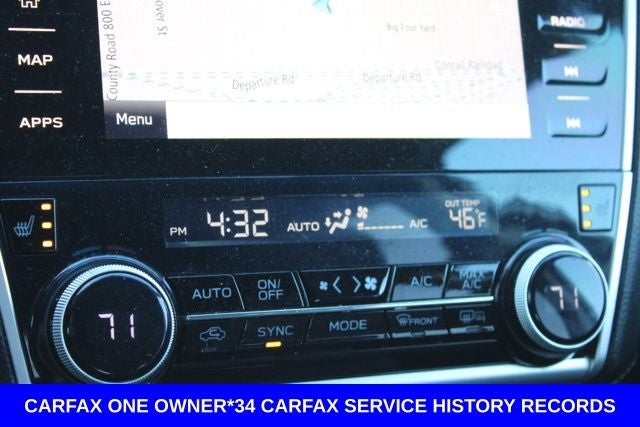 County Road 800 E
over St
Big Four Yard
Conrail Railroad
Departure Rd
Departure Rd
RADIO
MAP
APPS
Menu
PM 4:32 AUTO A/C OUT TEMP 46°F
AUTO ON/OFF A/C MAX A/C
71 71
SYNC MODE FRONT
CARFAX ONE OWNER*34 CARFAX SERVICE HISTORY RECORDS